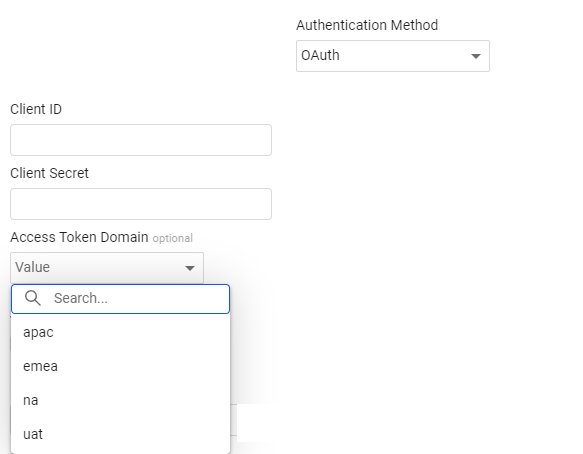 Authentication Method
OAuth
Client ID
Client Secret
Access Token Domain optional
Value
Search...
apac
emea
na
uat